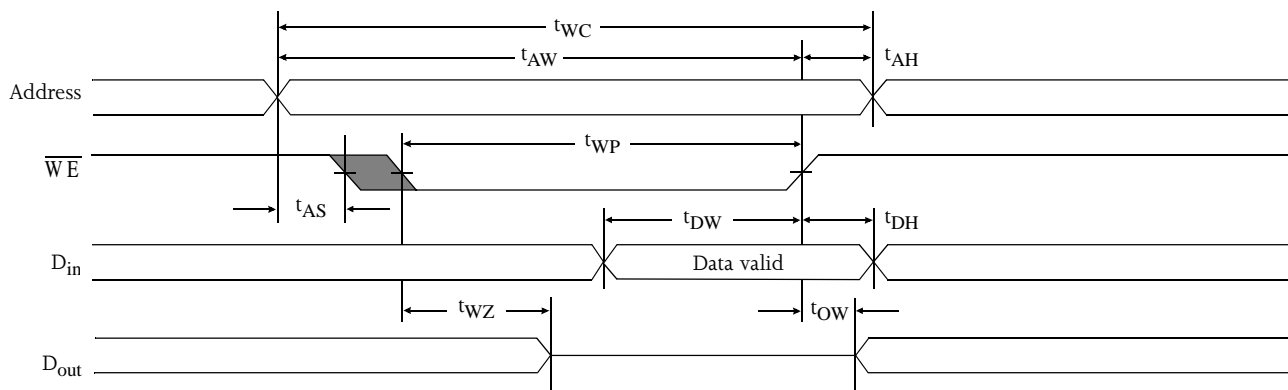 tWC
tAW tAH
Address
tWP
WE
tAS
tDW tDH
Din Data valid
tWZ tOW
Dout